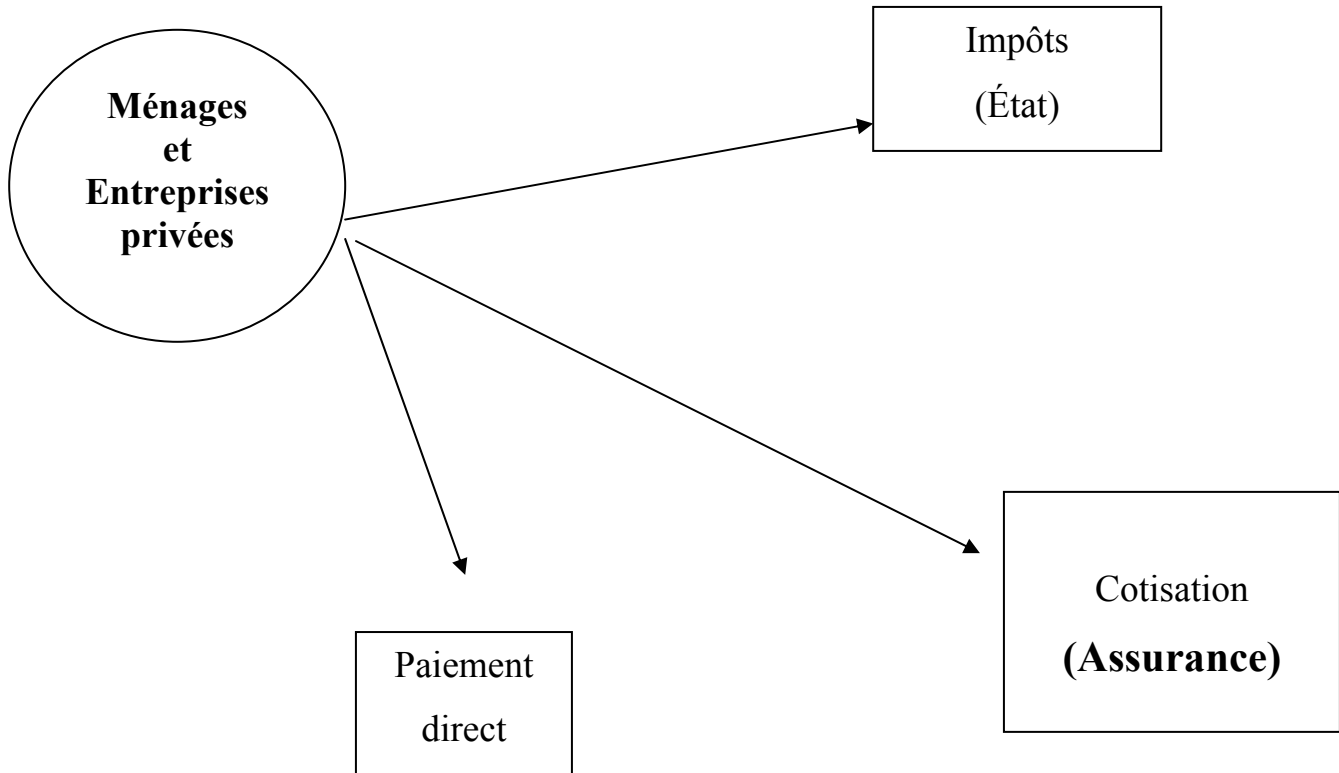 Ménages
et
Entreprises
privées
Impôts
(État)
Cotisation
(Assurance)
Paiement
direct